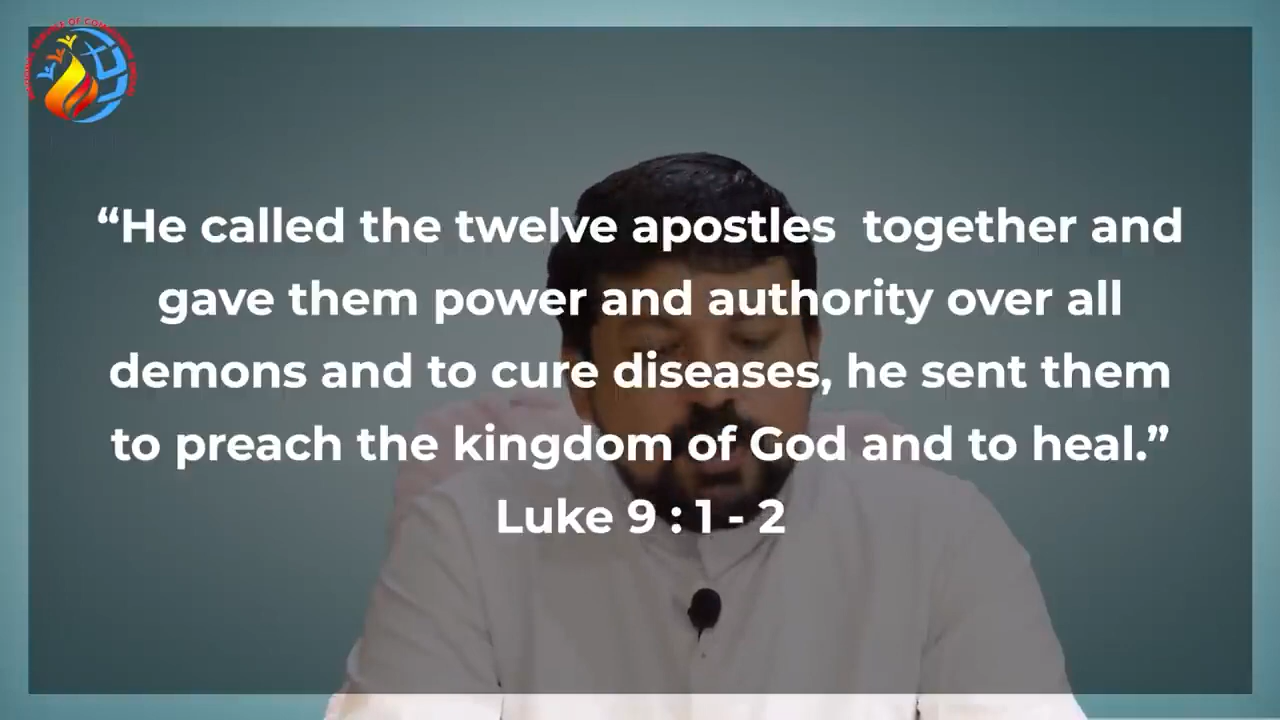 “He called the twelve apostles  together and
gave them power and authority over all
demons and to cure diseases, he sent them
to preach the kingdom of God and to heal.”
Luke 9 : 1 - 2